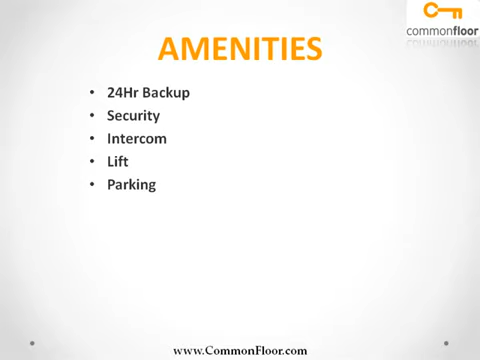 commonfloor
AMENITIES
• 24Hr Backup
• Security
• Intercom
• Lift
• Parking
www.CommonFloor.com